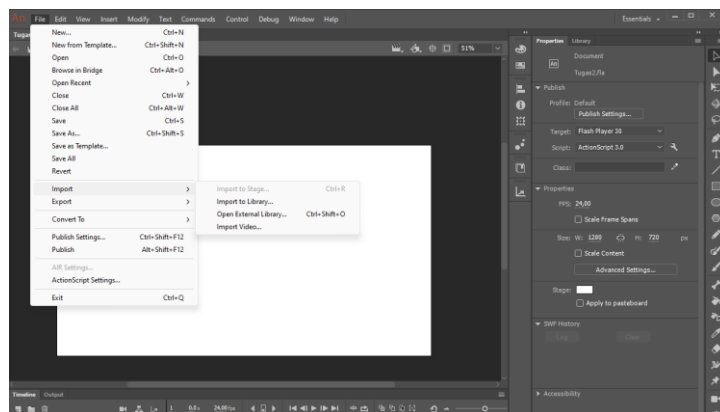 An File Edit View Insert Modify Text Commands Control Debug Window Help Essentials
New... Ctrl+N
New from Template... Ctrl+Shift+N
Open Ctrl+O
Browse in Bridge Ctrl+Alt+O
Open Recent
Close Ctrl+W
Close All Ctrl+Alt+W
Save Ctrl+S
Save As... Ctrl+Shift+S
Save as Template...
Save All
Revert
Import
Export
Convert To
Publish Settings... Ctrl+Shift+F12
Publish Alt+Shift+F12
AIR Settings...
ActionScript Settings...
Exit Ctrl+Q
Import to Stage... Ctrl+R
Import to Library...
Open External Library... Ctrl+Shift+O
Import Video...
51%
Properties Library
Document
An
Tugas2.fla
Publish
Profile: Default
Publish Settings...
Target: Flash Player 30
Script: ActionScript 3.0
Class:
Properties
FPS: 24,00
Scale Frame Spans
Size: W: 1280 H: 720 px
Scale Content
Advanced Settings...
Stage:
Apply to pasteboard
SWF History
Log Clear
Accessibility
Timeline Output
1 0,0s 24,00fps